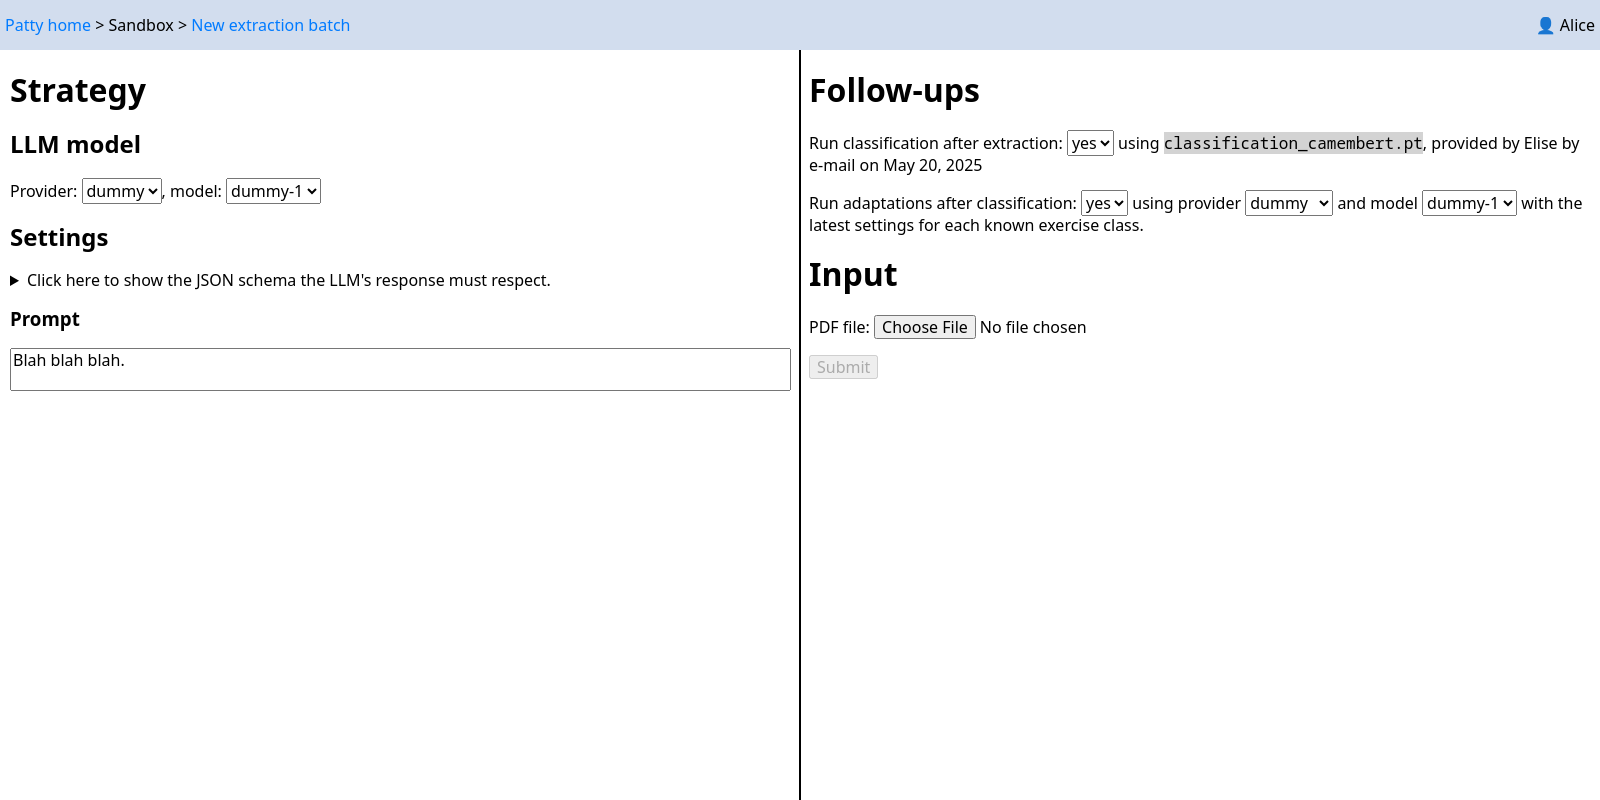 Patty home > Sandbox > New extraction batch
👤 Alice
Strategy
LLM model
Provider: dummy, model: dummy-1
Settings
Click here to show the JSON schema the LLM's response must respect.
Prompt
Blah blah blah.
Follow-ups
Run classification after extraction: yes using classification_camembert.pt, provided by Elise by
e-mail on May 20, 2025
Run adaptations after classification: yes using provider dummy and model dummy-1 with the
latest settings for each known exercise class.
Input
PDF file: Choose File No file chosen
Submit